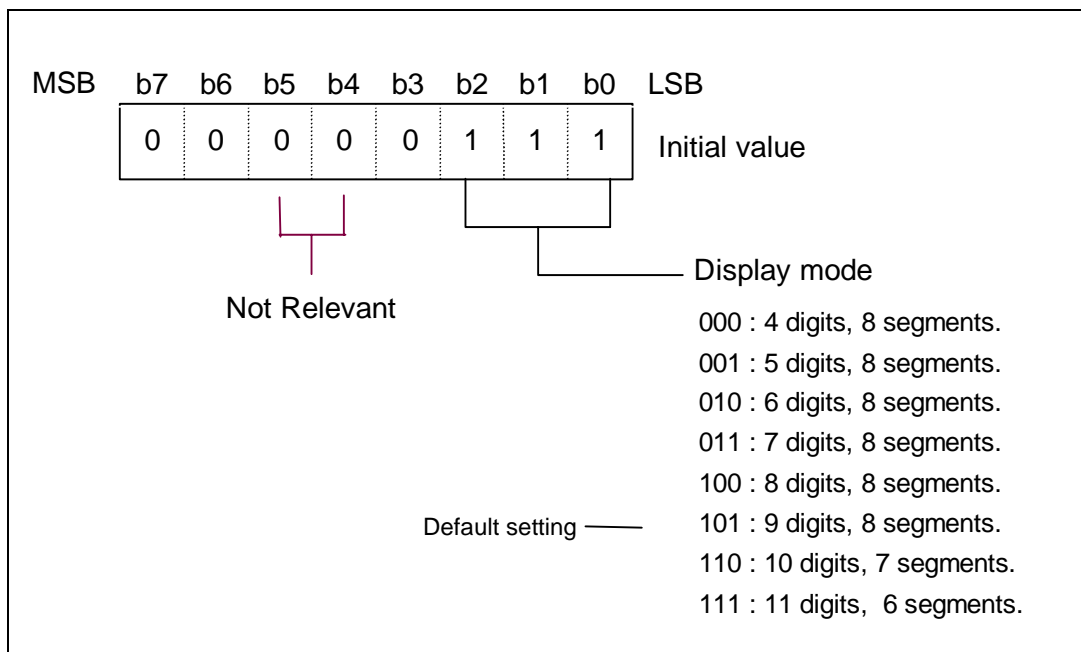 MSB b7 b6 b5 b4 b3 b2 b1 b0 LSB
0 0 0 0 0 1 1 1 Initial value
Display mode
Not Relevant
000 : 4 digits, 8 segments.
001 : 5 digits, 8 segments.
010 : 6 digits, 8 segments.
011 : 7 digits, 8 segments.
100 : 8 digits, 8 segments.
Default setting 101 : 9 digits, 8 segments.
110 : 10 digits, 7 segments.
111 : 11 digits, 6 segments.